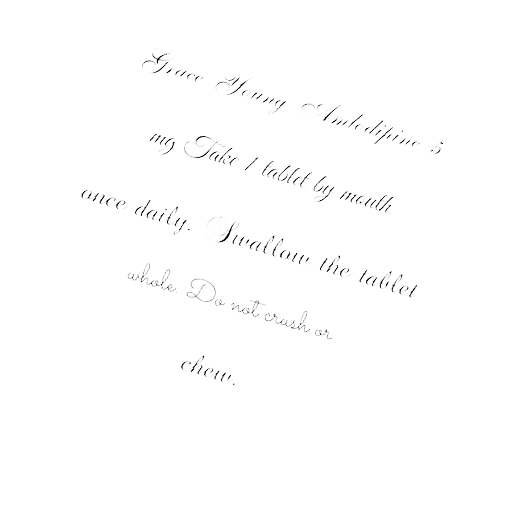 Grace Young Amlodipine 5
mg Take 1 tablet by mouth
once daily. Swallow the tablet
whole. Do not crush or
chew.